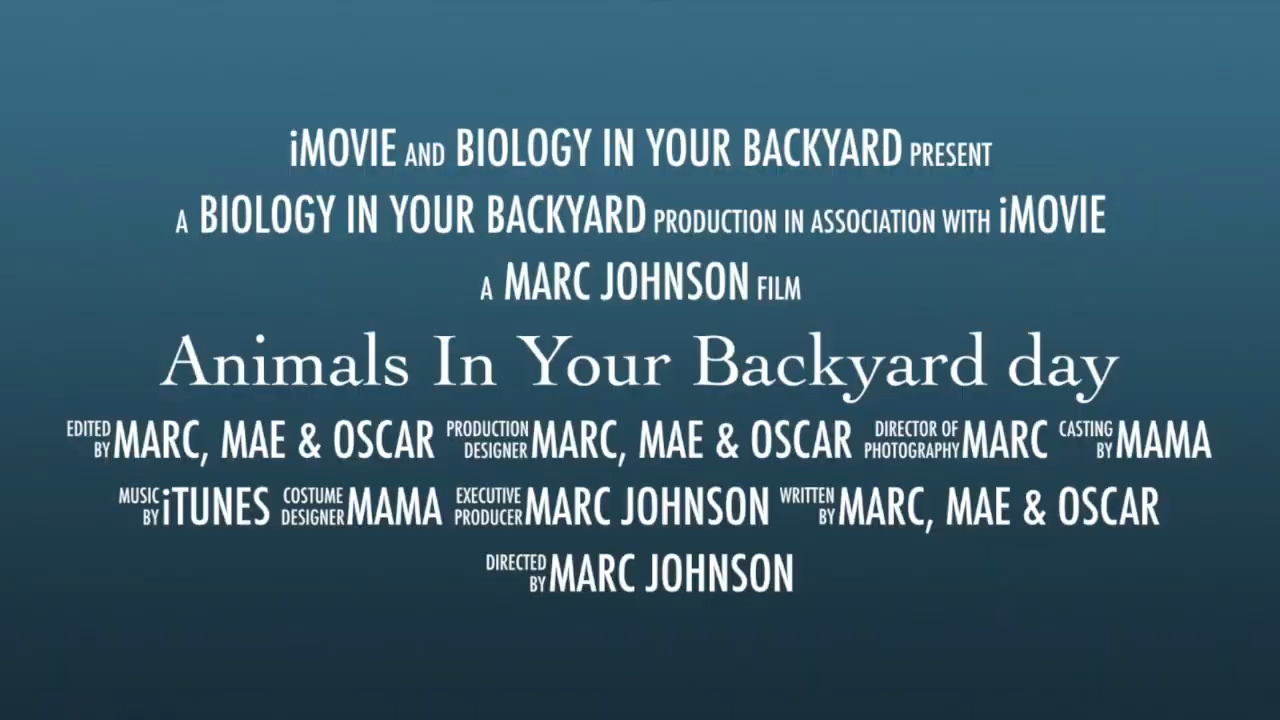 iMOVIE AND BIOLOGY IN YOUR BACKYARD PRESENT
A BIOLOGY IN YOUR BACKYARD PRODUCTION IN ASSOCIATION WITH iMOVIE
A MARC JOHNSON FILM
Animals In Your Backyard day
EDITED BY MARC, MAE & OSCAR PRODUCTION DESIGNER MARC, MAE & OSCAR DIRECTOR OF PHOTOGRAPHY MARC CASTING BY MAMA
MUSIC BY iTUNES COSTUME DESIGNER MAMA EXECUTIVE PRODUCER MARC JOHNSON WRITTEN BY MARC, MAE & OSCAR
DIRECTED BY MARC JOHNSON